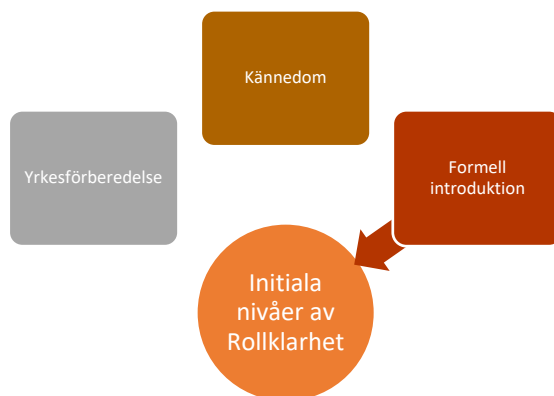 Kännedom
Yrkesförberedelse
Formell
introduktion
Initiala
nivåer av
Rollklarhet